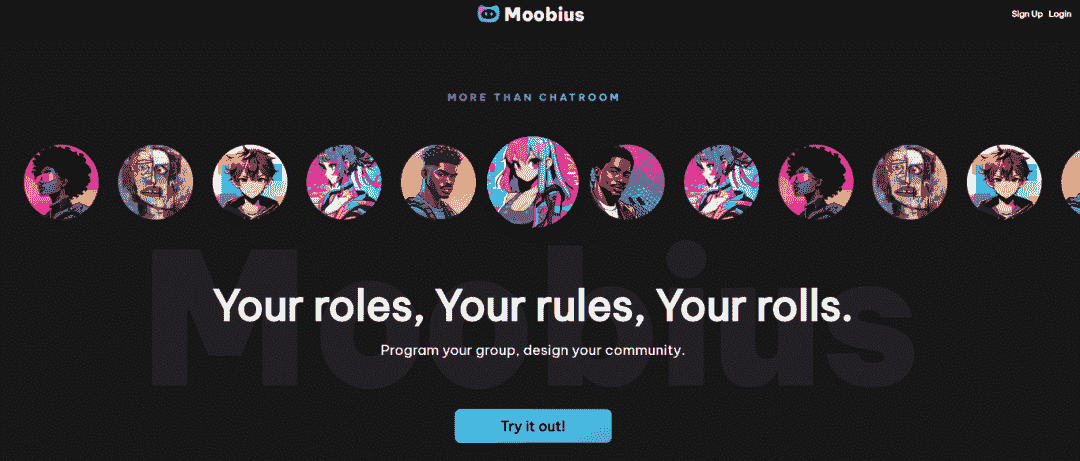 Moobius
Sign Up Login
MORE THAN CHATROOM
Moobius
Your roles, Your rules, Your rolls.
Program your group, design your community.
Try it out!